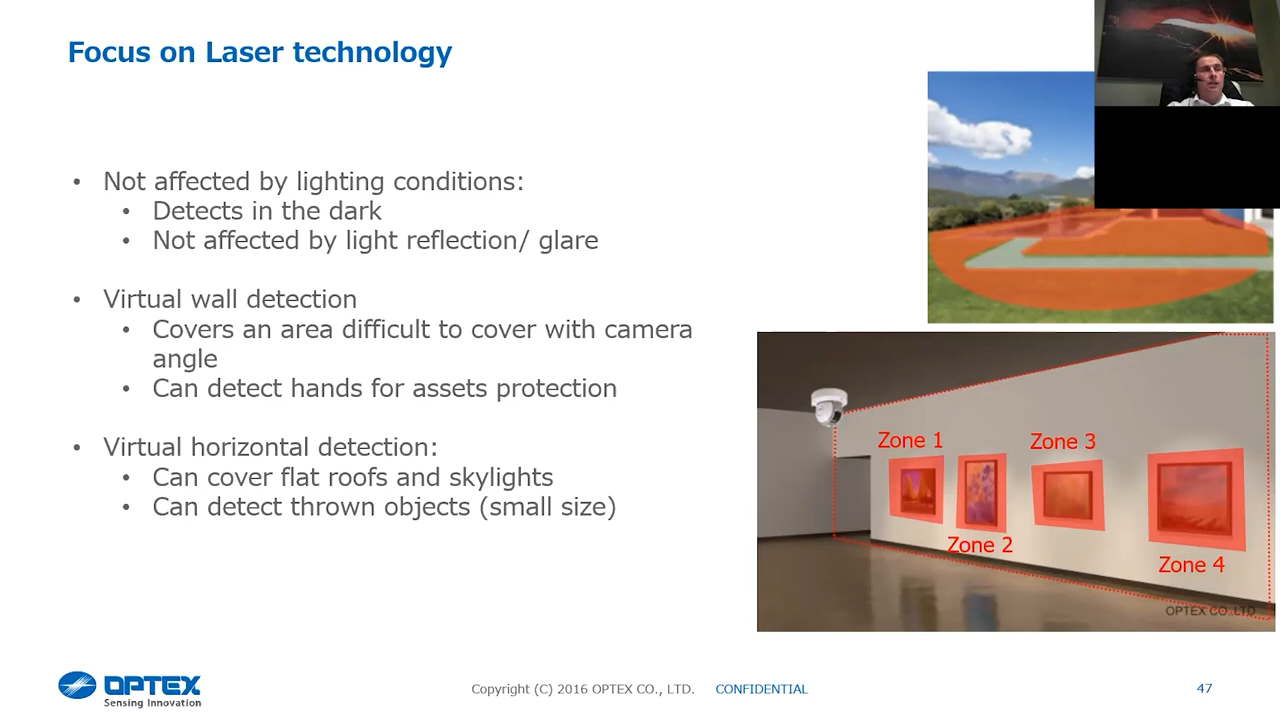 Focus on Laser technology
• Not affected by lighting conditions:
• Detects in the dark
• Not affected by light reflection/ glare
• Virtual wall detection
• Covers an area difficult to cover with camera
angle
• Can detect hands for assets protection
• Virtual horizontal detection:
• Can cover flat roofs and skylights
• Can detect thrown objects (small size)
Zone 1
Zone 3
Zone 2
Zone 4
OPTEX CO.,LTD.
OPTEX
Sensing Innovation
Copyright (C) 2016 OPTEX CO., LTD. CONFIDENTIAL
47